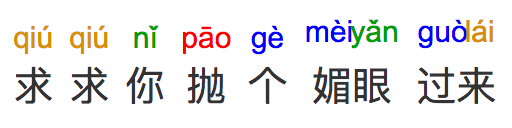 qiú qiú nǐ pāo gè mèiyǎn guòlái
求 求 你 抛 个 媚眼 过来